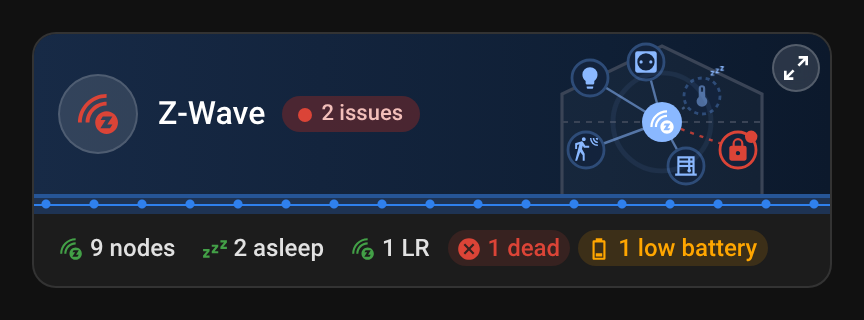 Z-Wave
2 issues
9 nodes
2 asleep
1 LR
1 dead
1 low battery